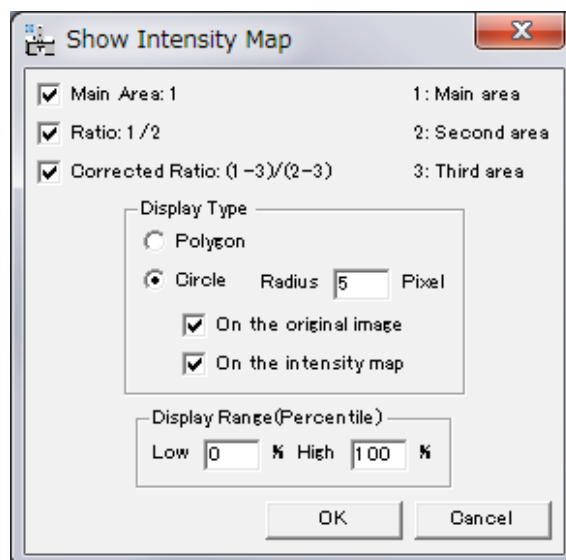 Show Intensity Map
Main Area: 1 1: Main area
Ratio: 1/2 2: Second area
Corrected Ratio: (1-3)/(2-3) 3: Third area
Display Type
Polygon
Circle Radius 5 Pixel
On the original image
On the intensity map
Display Range(Percentile)
Low 0 % High 100 %
OK Cancel